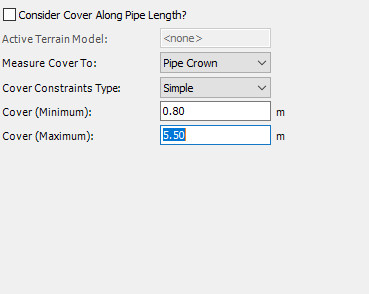 Consider Cover Along Pipe Length?
Active Terrain Model: <none>
Measure Cover To: Pipe Crown
Cover Constraints Type: Simple
Cover (Minimum): 0.80 m
Cover (Maximum): 5.50 m